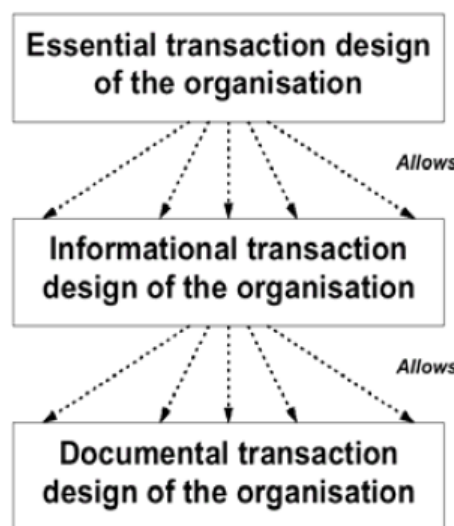 Essential transaction design
of the organisation
Allows
Informational transaction
design of the organisation
Allows
Documental transaction
design of the organisation